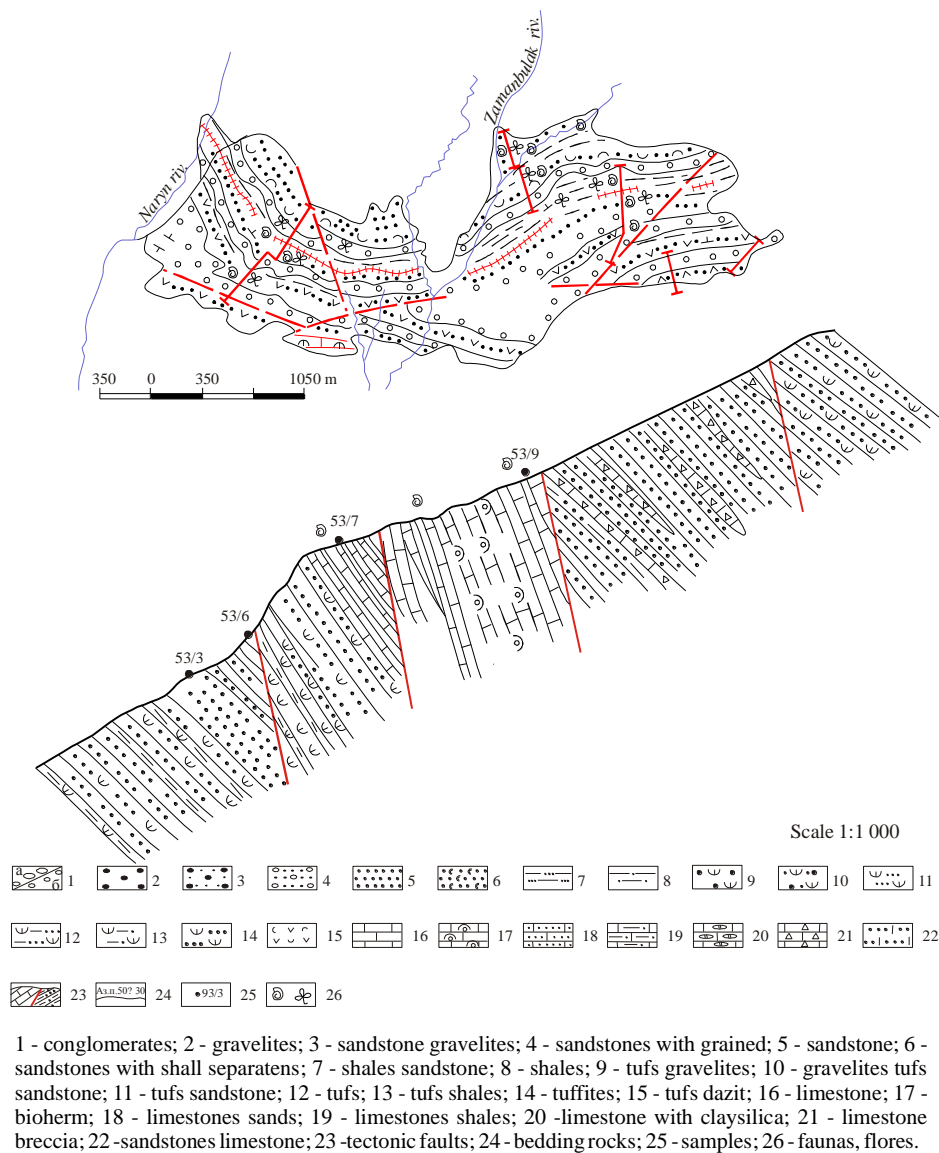 Naryn riv.
Zamanbulak riv.
350 0 350 1050 m
53/9
53/7
53/6
53/3
Scale 1:1 000
а б 1 2 3 4 5 6 7 8 9 10 11
12 13 14 15 16 17 18 19 20 21 22
23 Аз.п.50? 30 24 93/3 25 26
1 - conglomerates; 2 - gravelites; 3 - sandstone gravelites; 4 - sandstones with grained; 5 - sandstone; 6 -
sandstones with shall separatens; 7 - shales sandstone; 8 - shales; 9 - tufs gravelites; 10 - gravelites tufs
sandstone; 11 - tufs sandstone; 12 - tufs; 13 - tufs shales; 14 - tuffites; 15 - tufs dazit; 16 - limestone; 17 -
bioherm; 18 - limestones sands; 19 - limestones shales; 20 -limestone with claysilica; 21 - limestone
breccia; 22 -sandstones limestone; 23 -tectonic faults; 24 - bedding rocks; 25 - samples; 26 - faunas, flores.